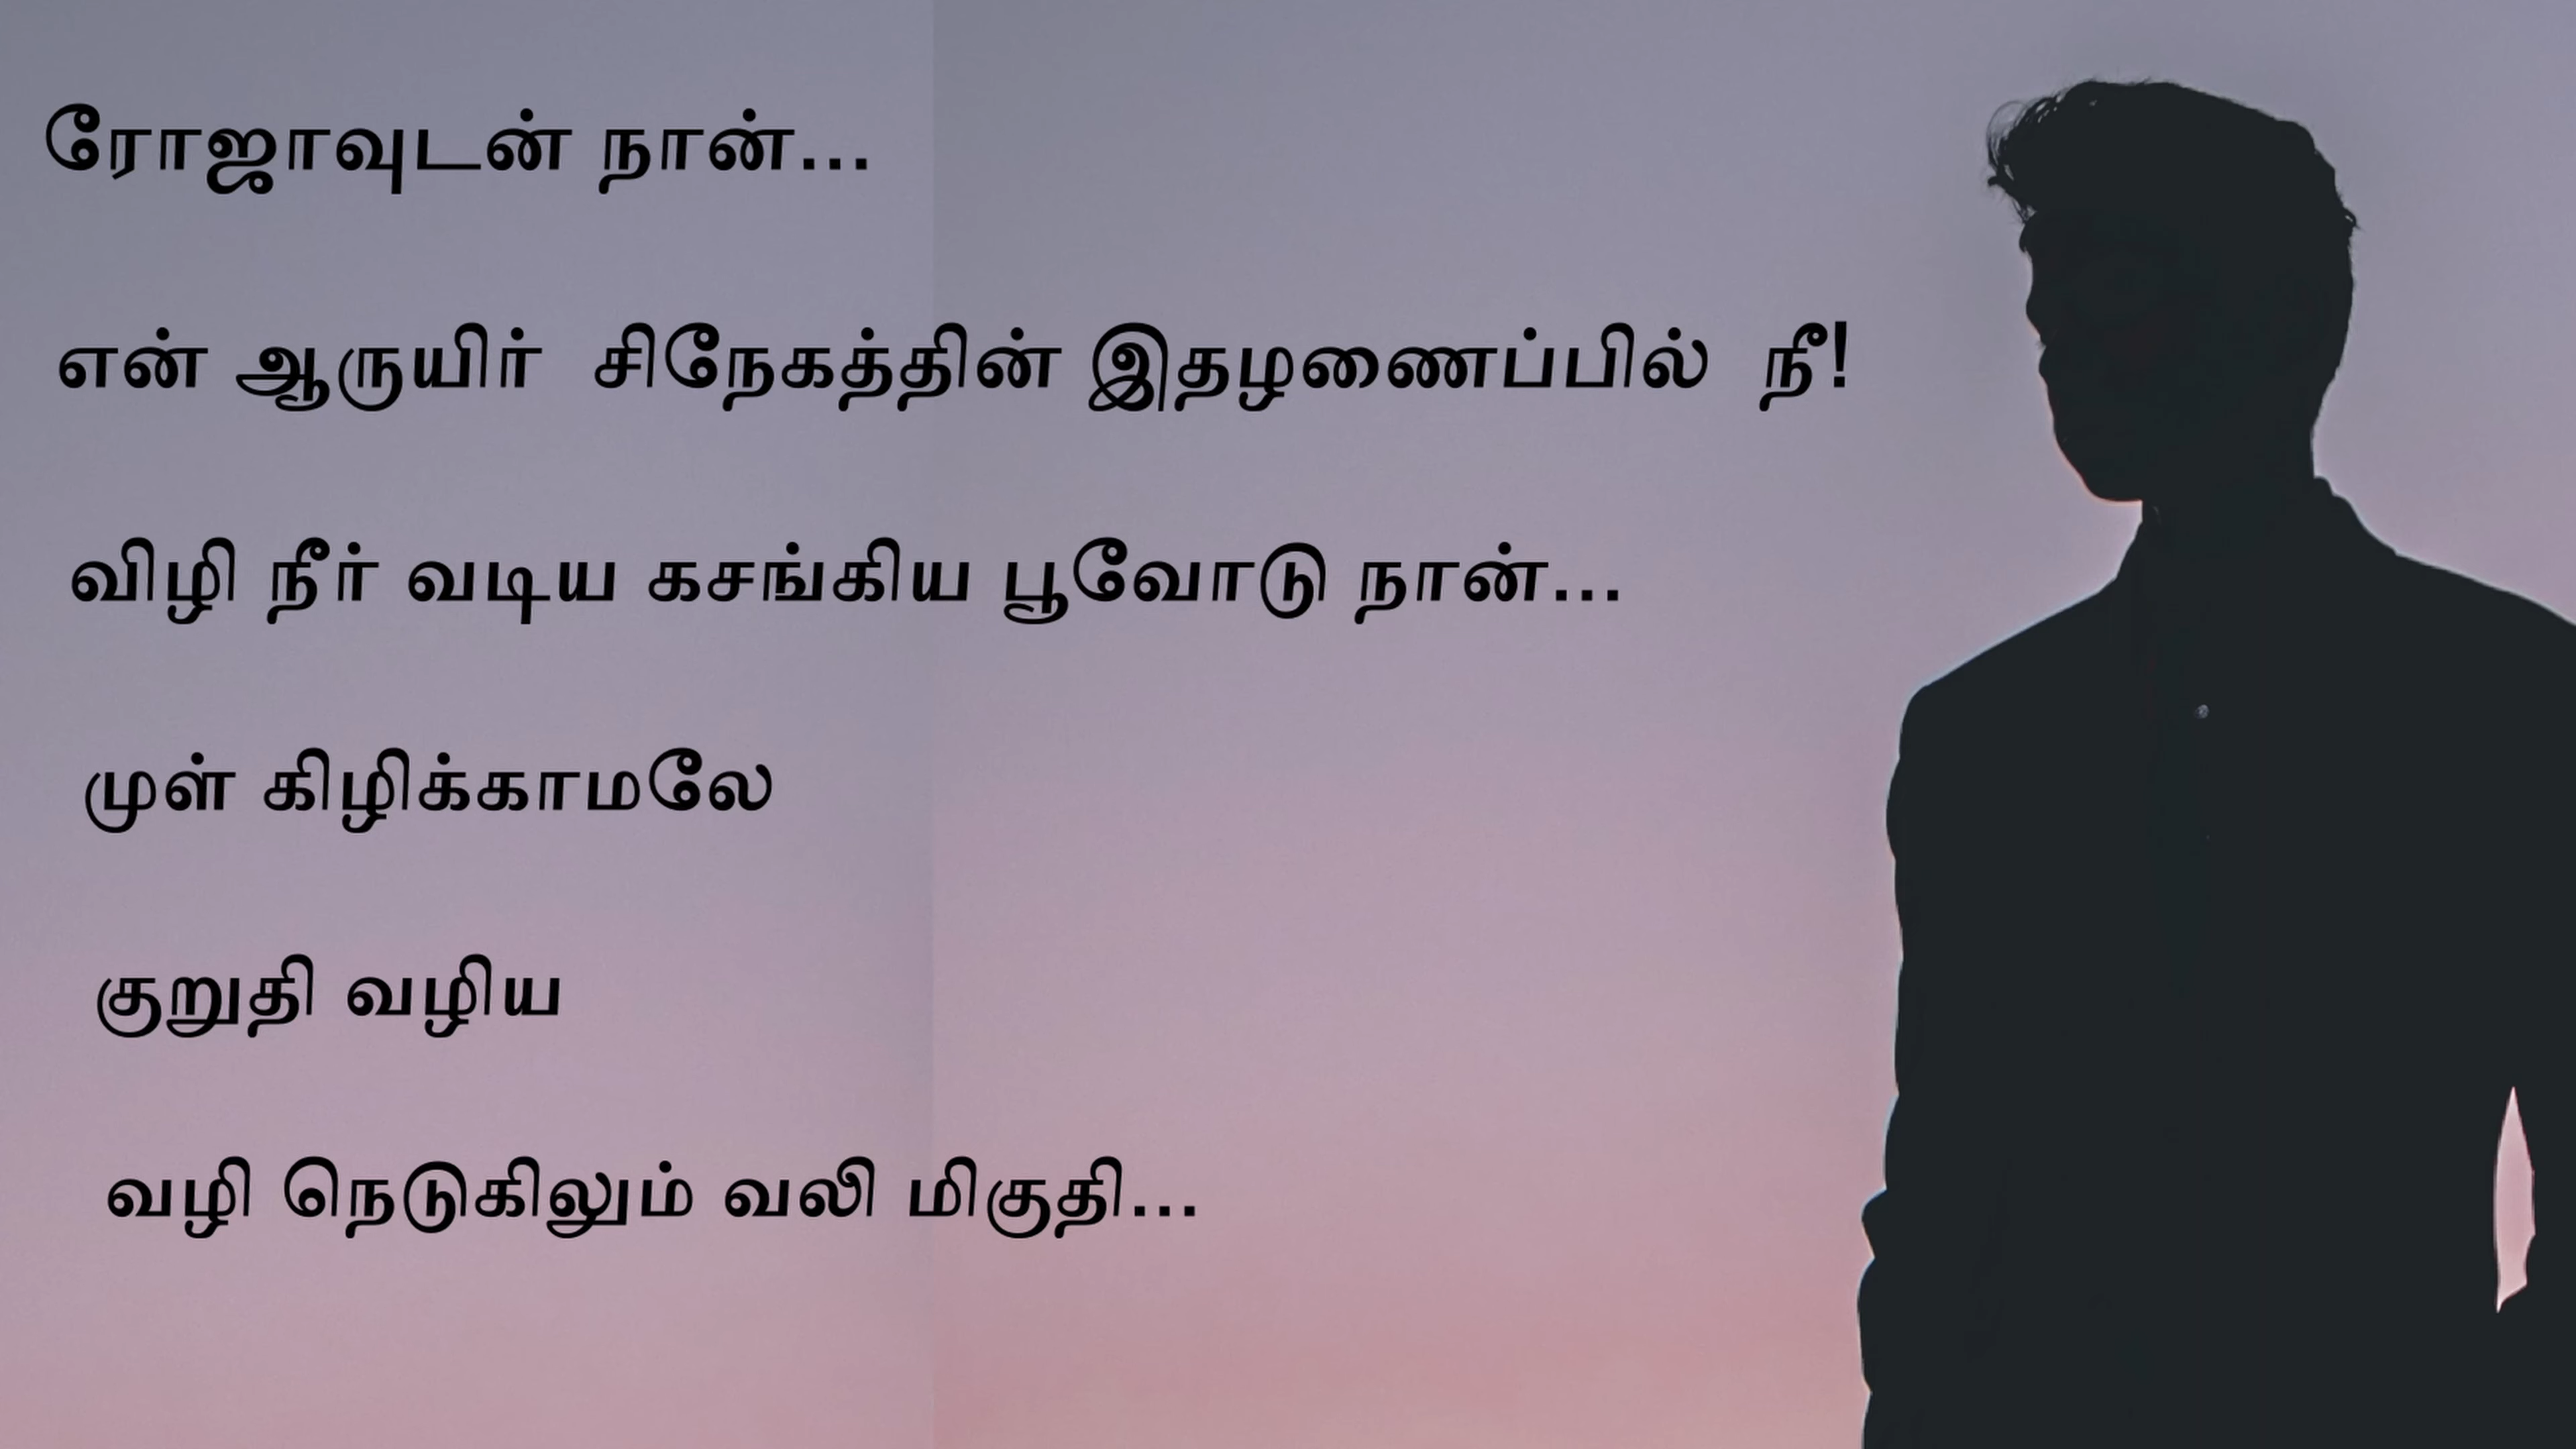 ரோஜாவுடன் நான்...
என் ஆருயிர் சிநேகத்தின் இதழணைப்பில் நீ!
விழி நீர் வடிய கசங்கிய பூவோடு நான்...
முள் கிழிக்காமலே
குறுதி வழிய
வழி நெடுகிலும் வலி மிகுதி...